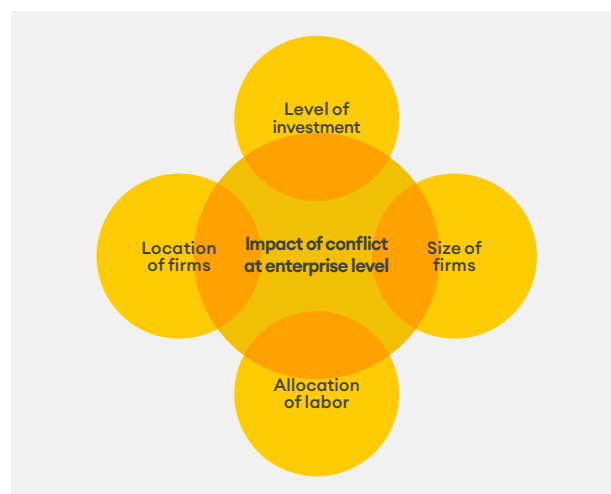 Level of
investment
Location
of firms
Impact of conflict
at enterprise level
Size of
firms
Allocation
of labor